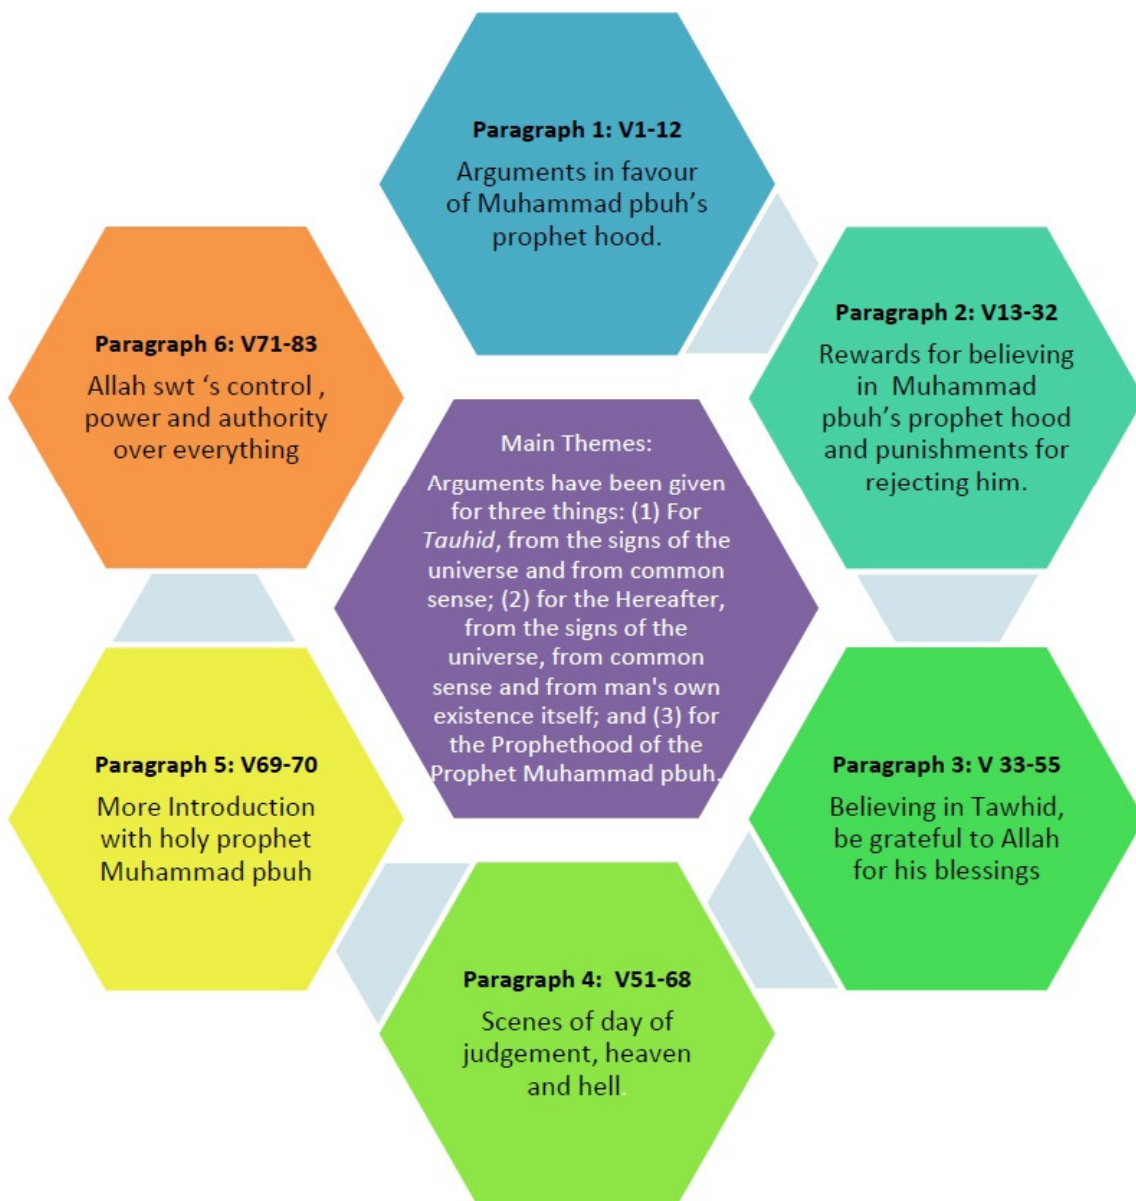 Paragraph 1: V1-12
Arguments in favour
of Muhammad pbuh’s
prophet hood.
Paragraph 2: V13-32
Rewards for believing
in Muhammad
pbuh’s prophet hood
and punishments for
rejecting him.
Paragraph 3: V 33-55
Believing in Tawhid,
be grateful to Allah
for his blessings
Paragraph 4: V51-68
Scenes of day of
judgement, heaven
and hell.
Paragraph 5: V69-70
More Introduction
with holy prophet
Muhammad pbuh
Paragraph 6: V71-83
Allah swt ‘s control ,
power and authority
over everything
Main Themes:
Arguments have been given
for three things: (1) For
Tauhid, from the signs of the
universe and from common
sense; (2) for the Hereafter,
from the signs of the
universe, from common
sense and from man's own
existence itself; and (3) for
the Prophethood of the
Prophet Muhammad pbuh.